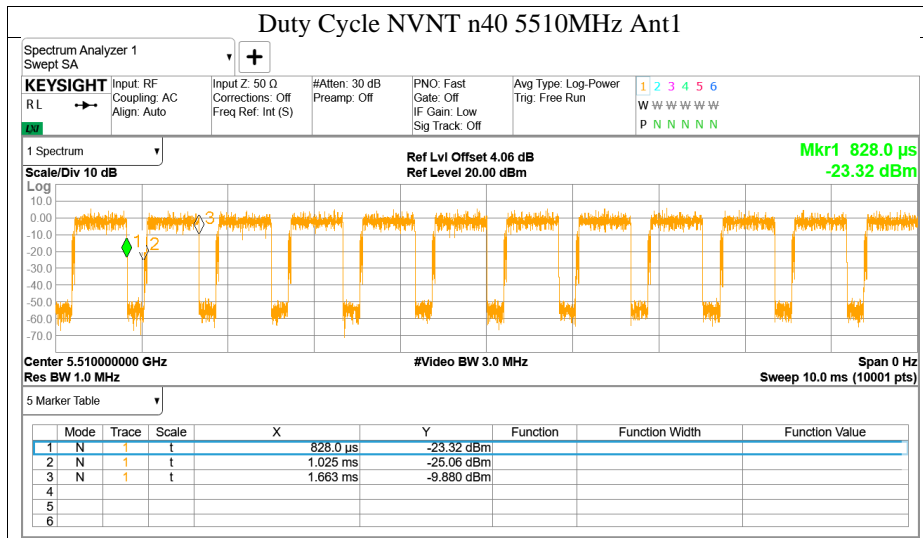 Duty Cycle NVNT n40 5510MHz Ant1
Spectrum Analyzer 1
Swept SA
▼ +
KEYSIGHT Input: RF Input Z: 50 Ω #Atten: 30 dB PNO: Fast Avg Type: Log-Power 1 2 3 4 5 6
R L Coupling: AC Corrections: Off Preamp: Off Gate: Off Trig: Free Run W W W W W W
Align: Auto Freq Ref: Int (S) IF Gain: Low
LXI Sig Track: Off P N N N N N
1 Spectrum ▼ Ref Lvl Offset 4.06 dB Mkr1 828.0 µs
Scale/Div 10 dB Ref Level 20.00 dBm -23.32 dBm
Log
10.0
0.00 3
-10.0
1 2
-20.0
-30.0
-40.0
-50.0
-60.0
-70.0
Center 5.510000000 GHz #Video BW 3.0 MHz Span 0 Hz
Res BW 1.0 MHz Sweep 10.0 ms (10001 pts)
5 Marker Table ▼
Mode Trace Scale X Y Function Function Width Function Value
1 N 1 t 828.0 µs -23.32 dBm
2 N 1 t 1.025 ms -25.06 dBm
3 N 1 t 1.663 ms -9.880 dBm
4
5
6